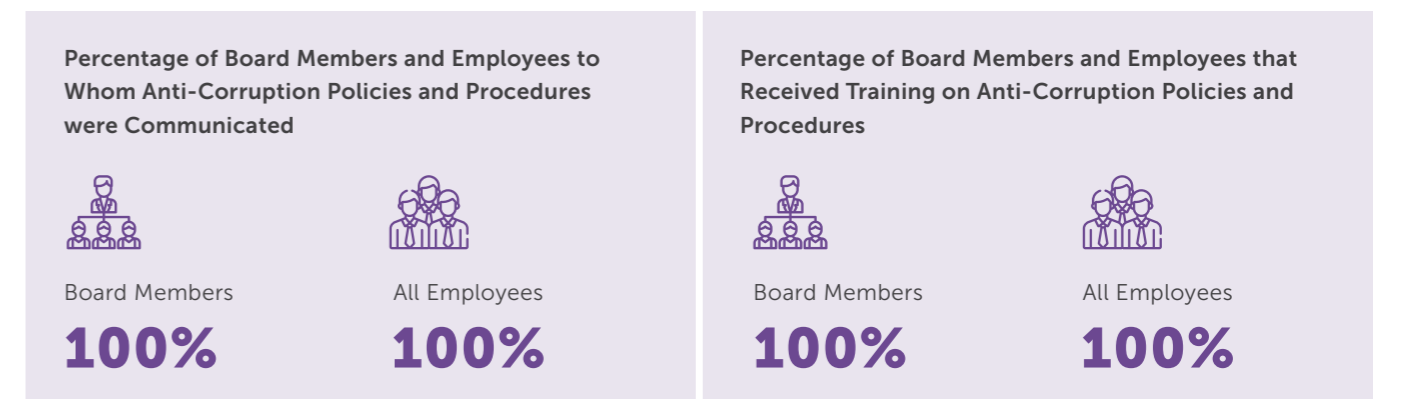 Percentage of Board Members and Employees to
Whom Anti-Corruption Policies and Procedures
were Communicated
Board Members
100%
All Employees
100%
Percentage of Board Members and Employees that
Received Training on Anti-Corruption Policies and
Procedures
Board Members
100%
All Employees
100%